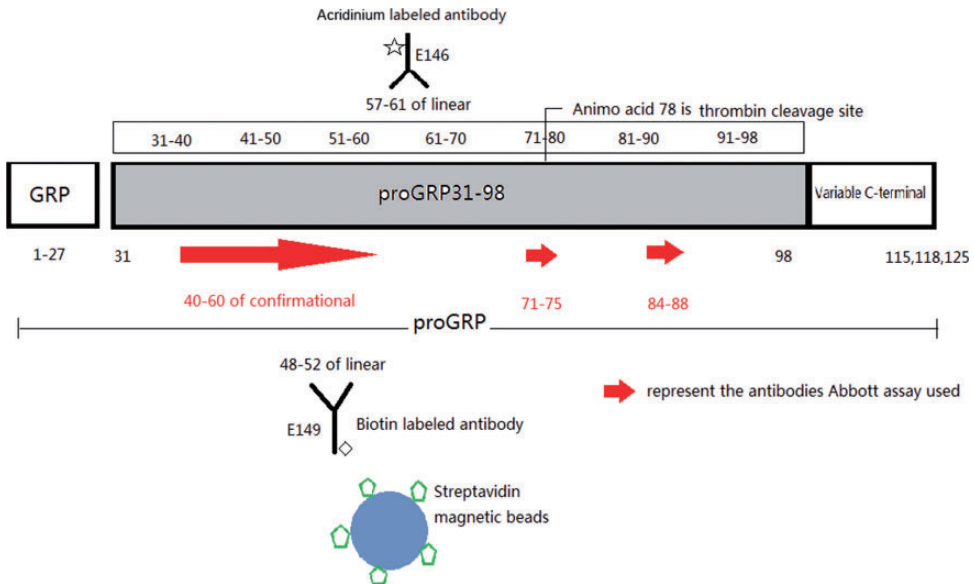 Acridinium labeled antibody
E146
57-61 of linear
Animo acid 78 is thrombin cleavage site
31-40 41-50 51-60 61-70 71-80 81-90 91-98
GRP
proGRP31-98
Variable C-terminal
1-27 31 98 115,118,125
40-60 of confirmational 71-75 84-88
proGRP
48-52 of linear
represent the antibodies Abbott assay used
E149
Biotin labeled antibody
Streptavidin
magnetic beads